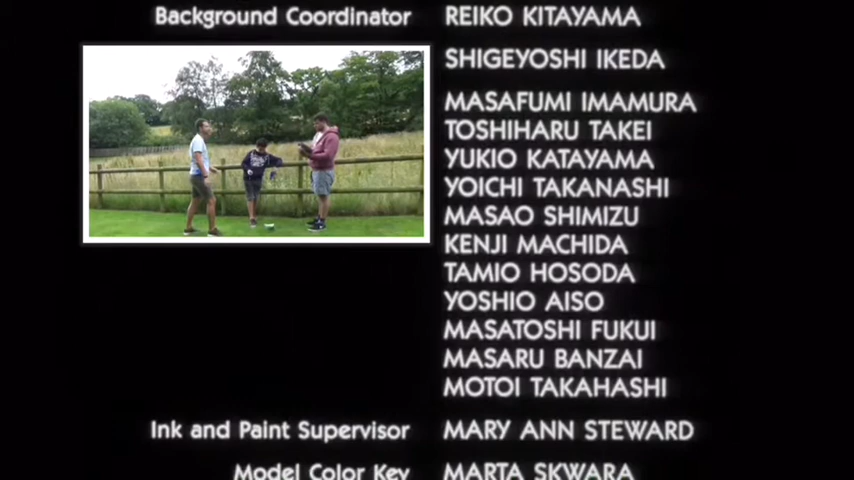 Background Coordinator REIKO KITAYAMA
SHIGEYOSHI IKEDA
MASAFUMI IMAMURA
TOSHIHARU TAKEI
YUKIO KATAYAMA
YOICHI TAKANASHI
MASAO SHIMIZU
KENJI MACHIDA
TAMIO HOSODA
YOSHIO AISO
MASATOSHI FUKUI
MASARU BANZAI
MOTOI TAKAHASHI
Ink and Paint Supervisor MARY ANN STEWARD
Model Color Key MARTA SKWARA